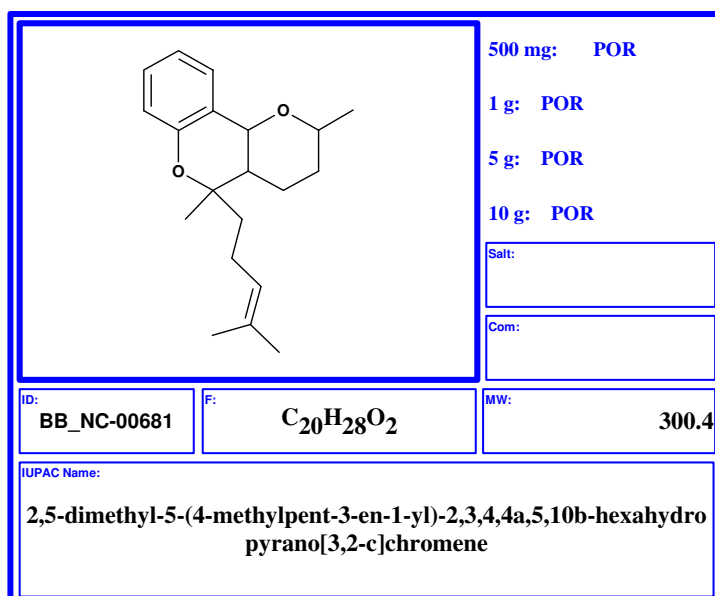 500 mg: POR
1 g: POR
5 g: POR
10 g: POR
O
O
Salt:
Com:
ID:
BB_NC-00681
F:
C20H28O2
MW:
300.4
IUPAC Name:
2,5-dimethyl-5-(4-methylpent-3-en-1-yl)-2,3,4,4a,5,10b-hexahydro
pyrano[3,2-c]chromene